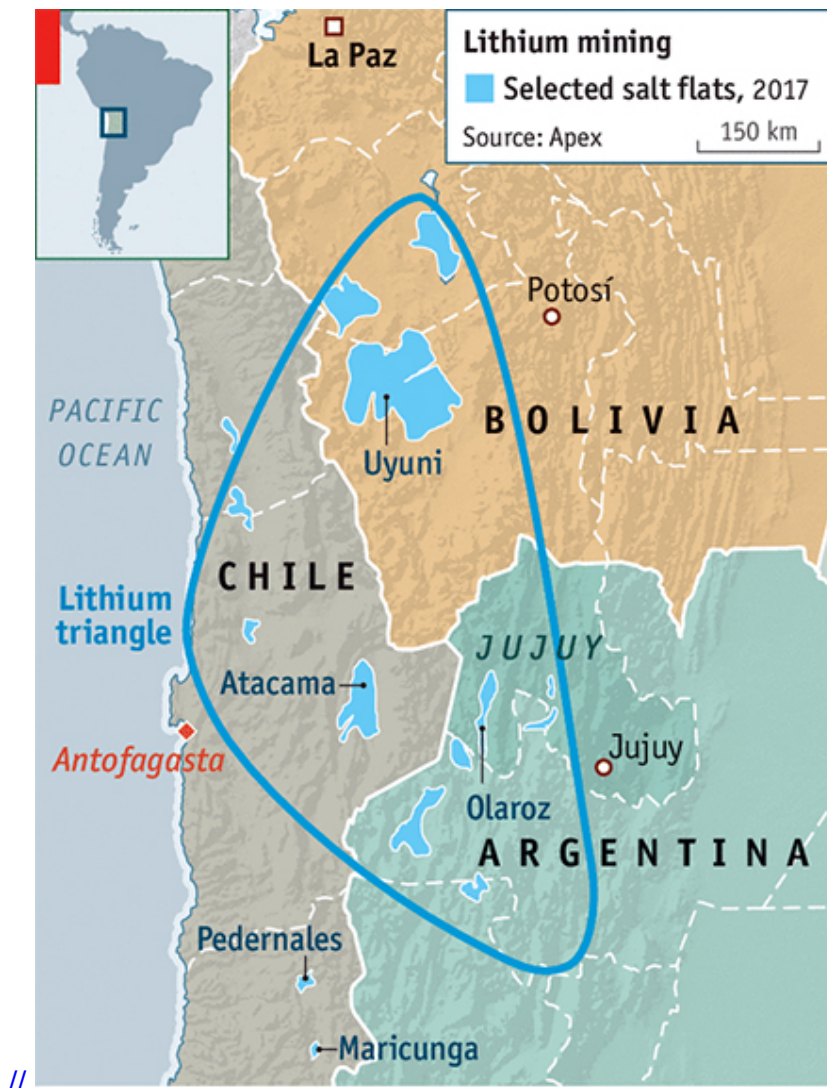 La Paz
Lithium mining
Selected salt flats, 2017
Source: Apex
150 km
Potosí
PACIFIC
OCEAN
BOLIVIA
Uyuni
CHILE
Lithium
triangle
JUJUY
Atacama
Antofagasta
Jujuy
Olaroz
ARGENTINA
Pedernales
Maricunga
//